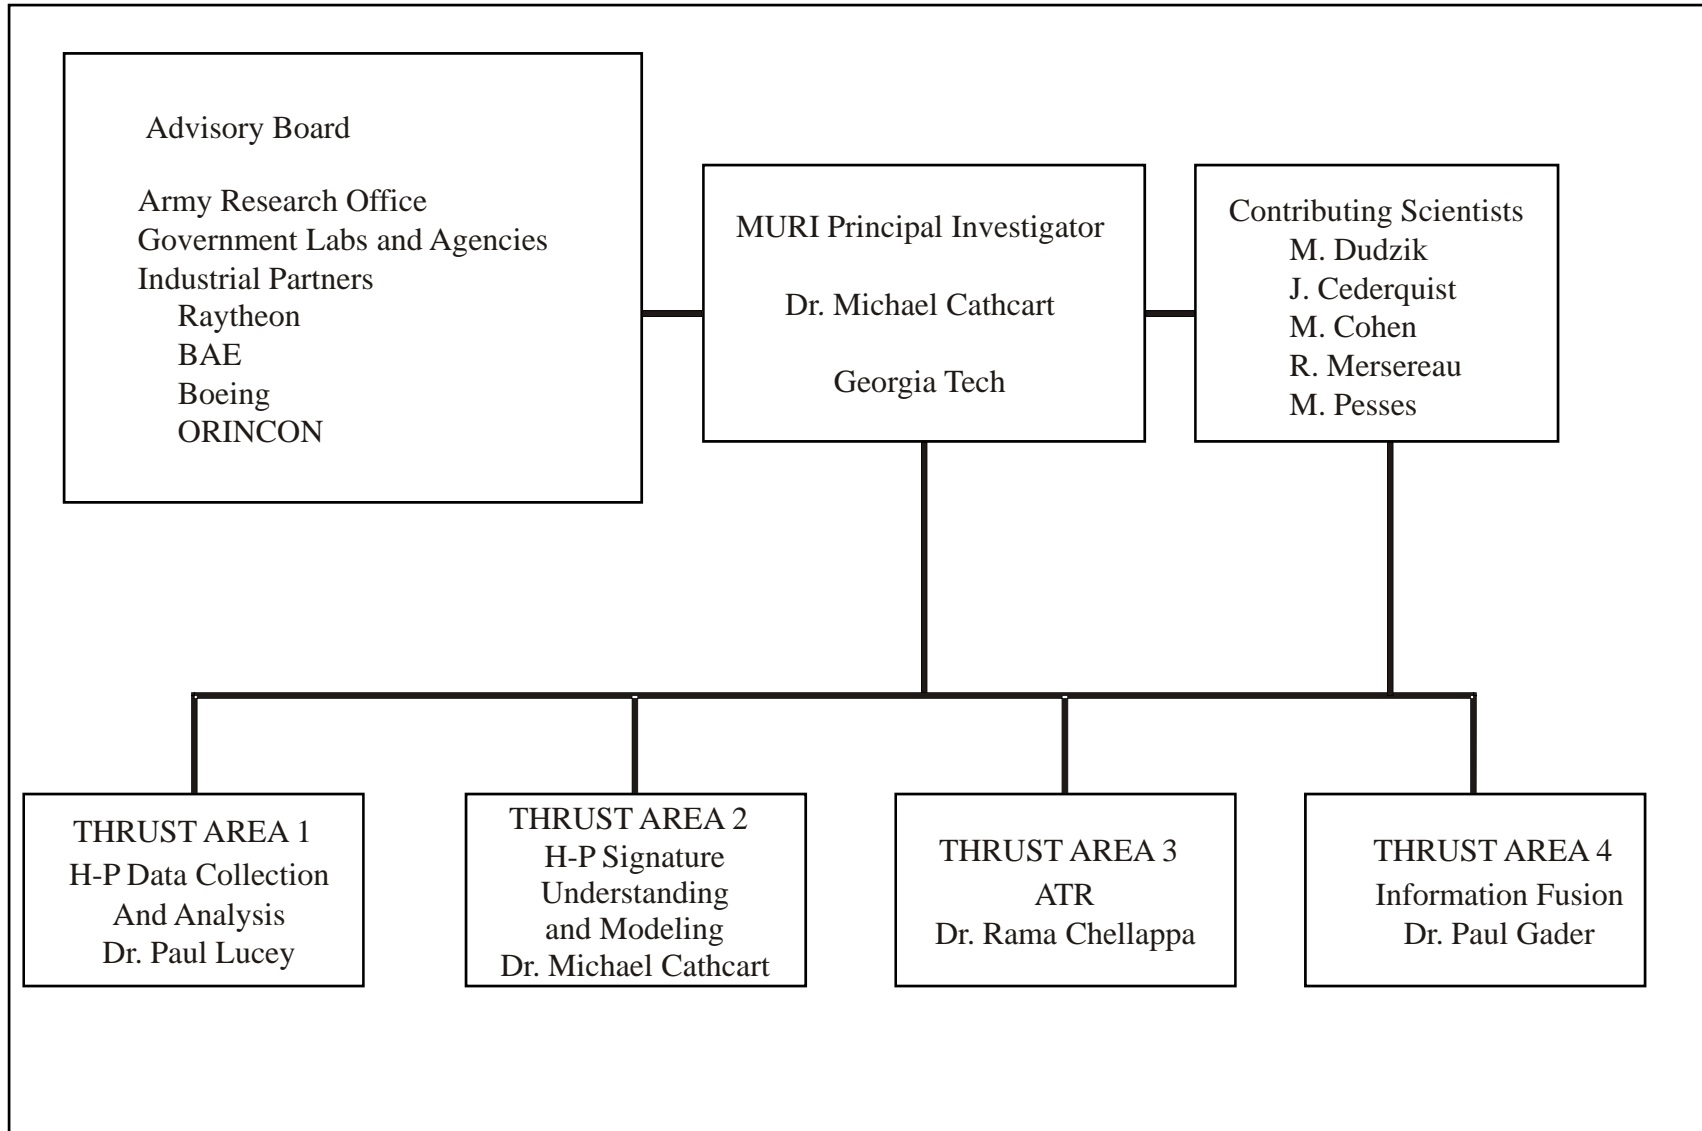 Advisory Board
Army Research Office
Government Labs and Agencies
Industrial Partners
Raytheon
BAE
Boeing
ORINCON
MURI Principal Investigator
Dr. Michael Cathcart
Georgia Tech
Contributing Scientists
M. Dudzik
J. Cederquist
M. Cohen
R. Mersereau
M. Pesses
THRUST AREA 1
H-P Data Collection
And Analysis
Dr. Paul Lucey
THRUST AREA 2
H-P Signature
Understanding
and Modeling
Dr. Michael Cathcart
THRUST AREA 3
ATR
Dr. Rama Chellappa
THRUST AREA 4
Information Fusion
Dr. Paul Gader